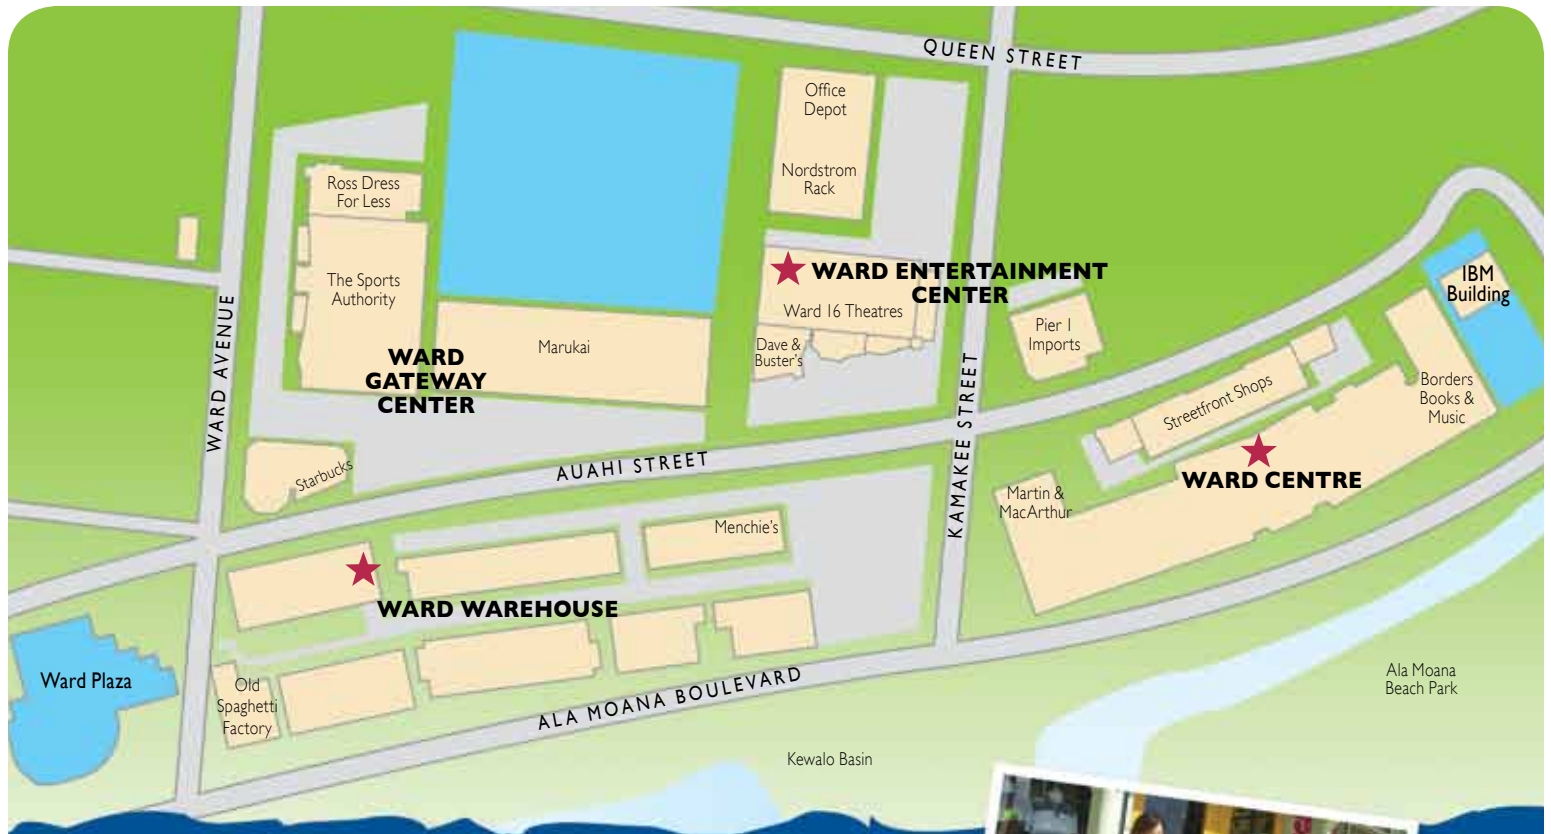 QUEEN STREET
Office
Depot
Nordstrom
Rack
Ross Dress
For Less
The Sports
Authority
WARD ENTERTAINMENT
CENTER
Ward 16 Theatres
IBM
Building
Pier 1
Imports
Dave &
Buster's
Marukai
WARD
GATEWAY
CENTER
WARD AVENUE
KAMAKEE STREET
Streetfront Shops
Borders
Books &
Music
Starbucks
AUAHI STREET
WARD CENTRE
Martin &
MacArthur
Menchie's
WARD WAREHOUSE
Ward Plaza
Old
Spaghetti
Factory
ALA MOANA BOULEVARD
Ala Moana
Beach Park
Kewalo Basin